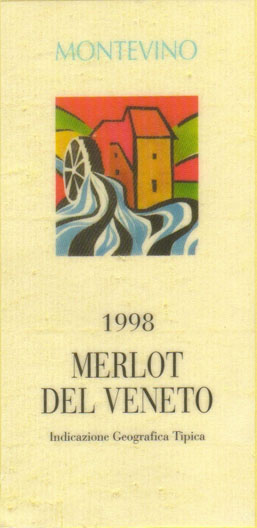 MONTEVINO
1998
MERLOT
DEL VENETO
Indicazione Geografica Tipica